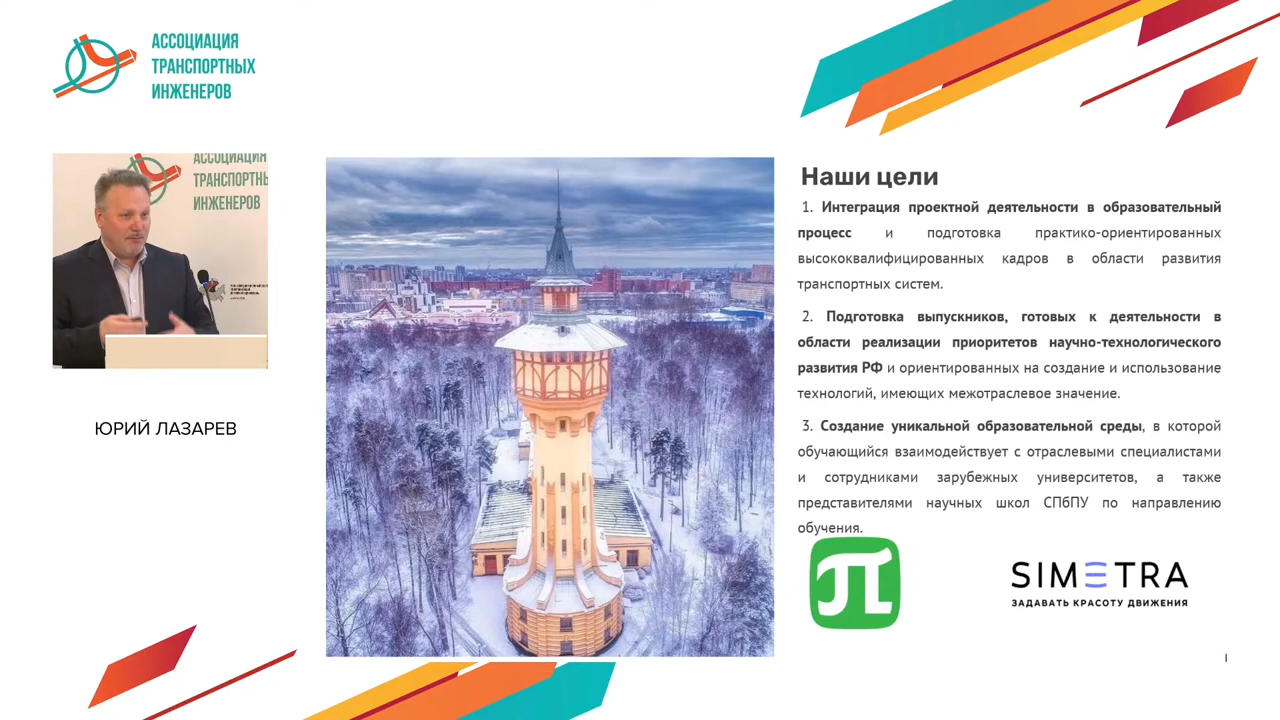 АССОЦИАЦИЯ
ТРАНСПОРТНЫХ
ИНЖЕНЕРОВ
АССОЦИАЦИЯ
ТРАНСПОРТНЫ
ИНЖЕНЕРОВ
ЮРИЙ ЛАЗАРЕВ
Наши цели
1. Интеграция проектной деятельности в образовательный
процесс и подготовка практико-ориентированных
высококвалифицированных кадров в области развития
транспортных систем.
2. Подготовка выпускников, готовых к деятельности в
области реализации приоритетов научно-технологического
развития РФ и ориентированных на создание и использование
технологий, имеющих межотраслевое значение.
3. Создание уникальной образовательной среды, в которой
обучающийся взаимодействует с отраслевыми специалистами
и сотрудниками зарубежных университетов, а также
представителями научных школ СПбПУ по направлению
обучения.
SIMETRA
ЗАДАВАТЬ КРАСОТУ ДВИЖЕНИЯ
I